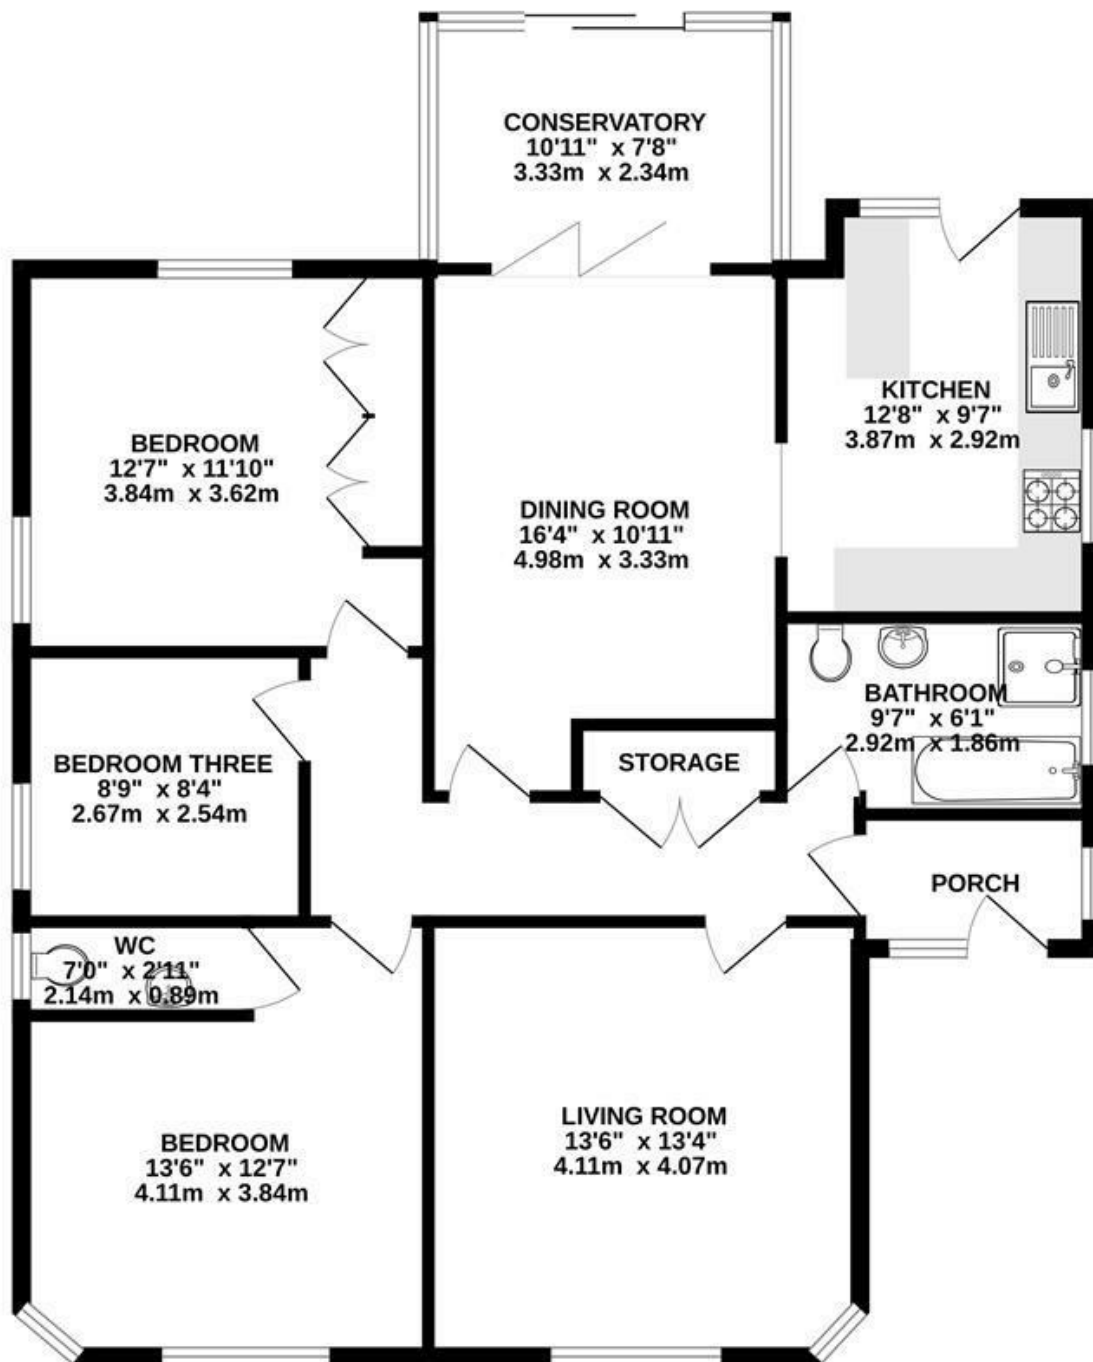 CONSERVATORY
10'11" x 7'8"
3.33m x 2.34m
KITCHEN
12'8" x 9'7"
3.87m x 2.92m
BEDROOM
12'7" x 11'10"
3.84m x 3.62m
DINING ROOM
16'4" x 10'11"
4.98m x 3.33m
BATHROOM
9'7" x 6'1"
2.92m x 1.86m
BEDROOM THREE
8'9" x 8'4"
2.67m x 2.54m
STORAGE
PORCH
WC
7'0" x 2'11"
2.14m x 0.89m
BEDROOM
13'6" x 12'7"
4.11m x 3.84m
LIVING ROOM
13'6" x 13'4"
4.11m x 4.07m